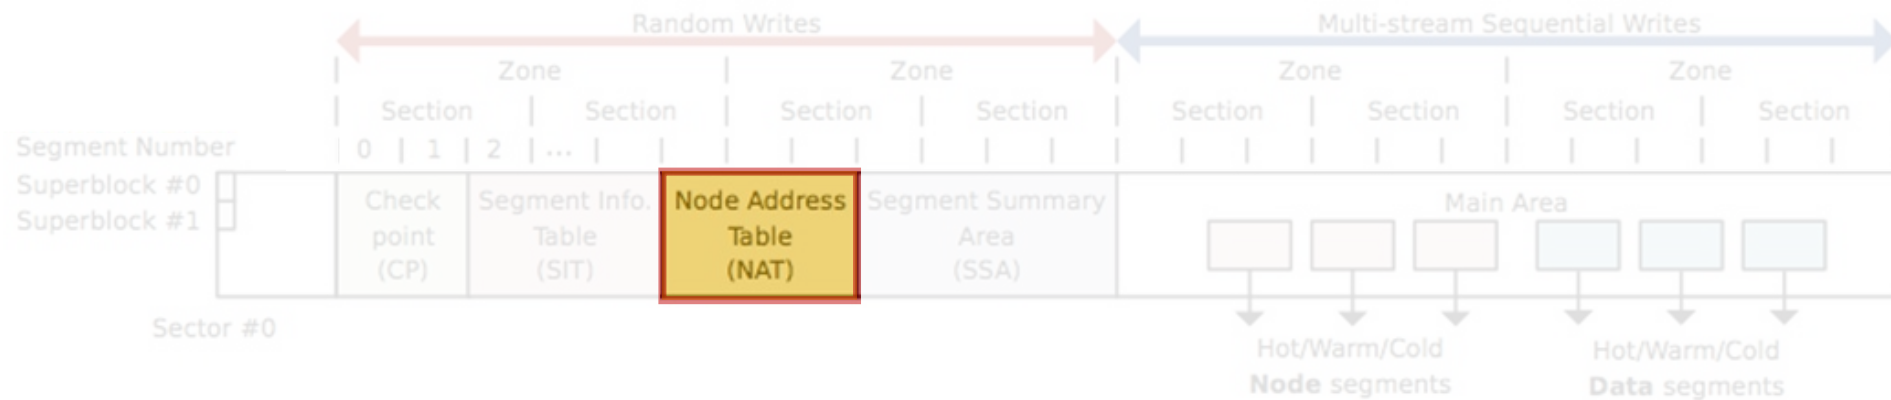 Random Writes
Multi-stream Sequential Writes
Zone
Zone
Zone
Zone
Section
Section
Section
Section
Section
Section
Section
Section
Segment Number
0
1
2
...
Superblock #0
Superblock #1
Check
point
(CP)
Segment Info.
Table
(SIT)
Node Address
Table
(NAT)
Segment Summary
Area
(SSA)
Main Area
Sector #0
Hot/Warm/Cold
Node segments
Hot/Warm/Cold
Data segments